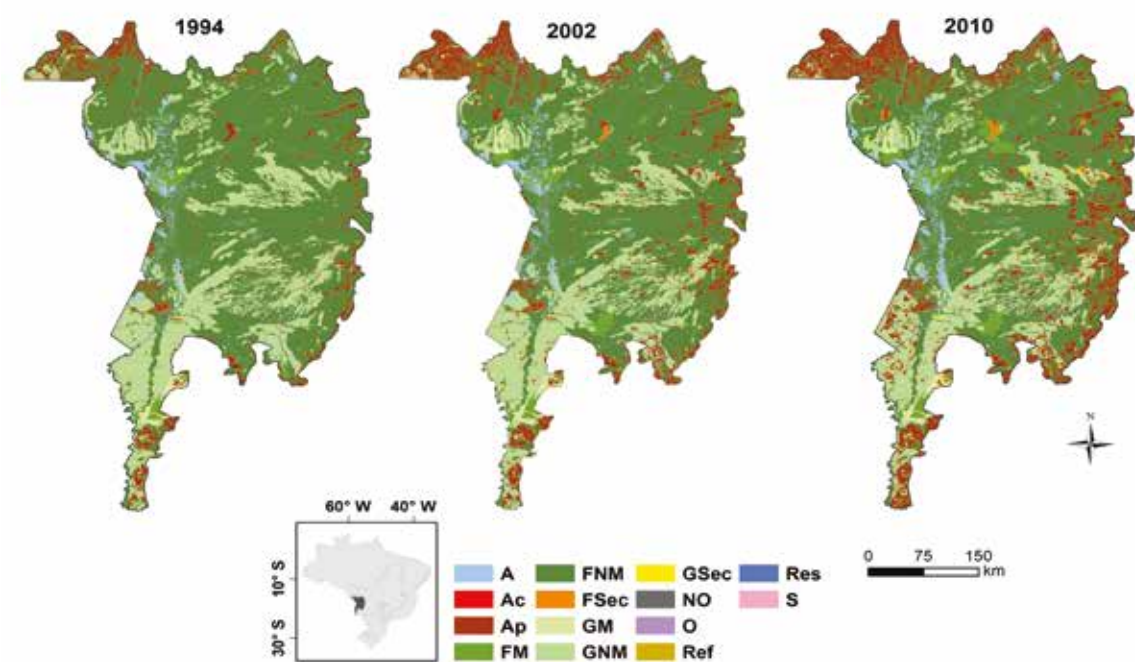 1994
2002
2010
N
60° W 40° W
10° S
30° S
A FNM GSec Res
Ac FSec NO S
Ap GM O
FM GNM Ref
0 75 150
km